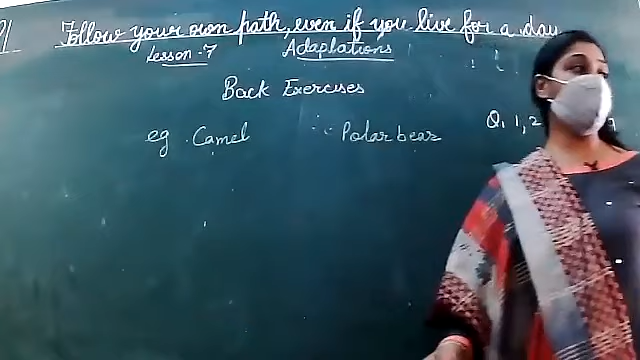 Follow your own path, even if you live for a day
Lesson-7 Adaptations
Back Exercises
eg. Camel Polar bear
Q. 1, 2